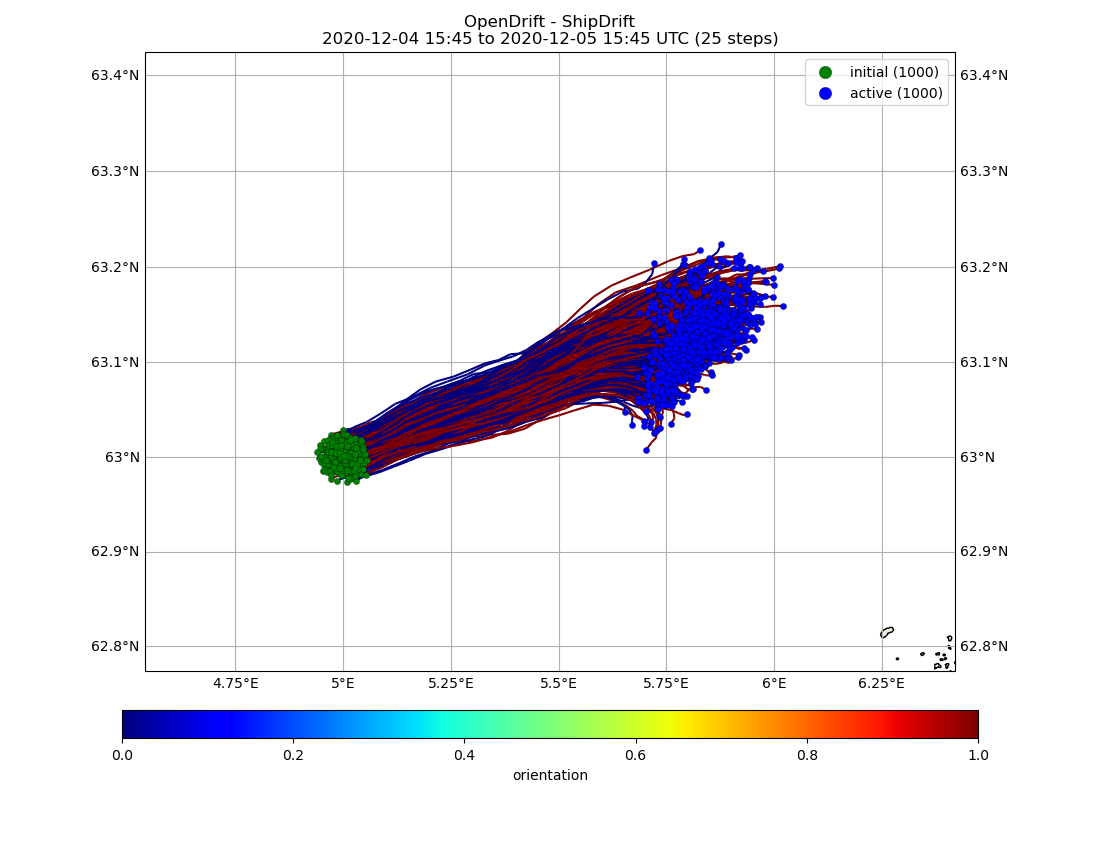 OpenDrift - ShipDrift
2020-12-04 15:45 to 2020-12-05 15:45 UTC (25 steps)
initial (1000)
active (1000)
63.4°N 63.4°N
63.3°N 63.3°N
63.2°N 63.2°N
63.1°N 63.1°N
63°N 63°N
62.9°N 62.9°N
62.8°N 62.8°N
4.75°E 5°E 5.25°E 5.5°E 5.75°E 6°E 6.25°E
0.0 0.2 0.4 0.6 0.8 1.0
orientation